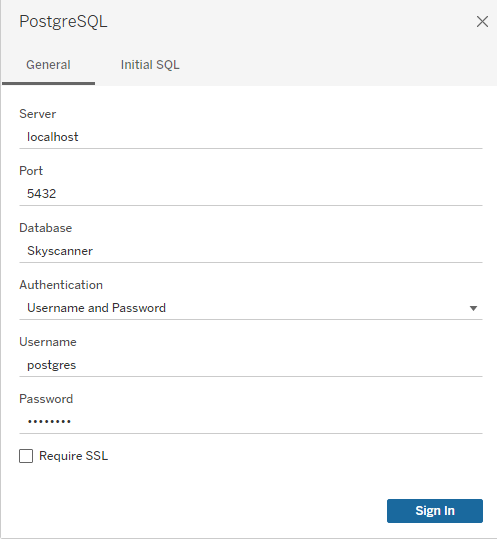 PostgreSQL
General Initial SQL
Server
localhost
Port
5432
Database
Skyscanner
Authentication
Username and Password
Username
postgres
Password
••••••••
Require SSL
Sign In